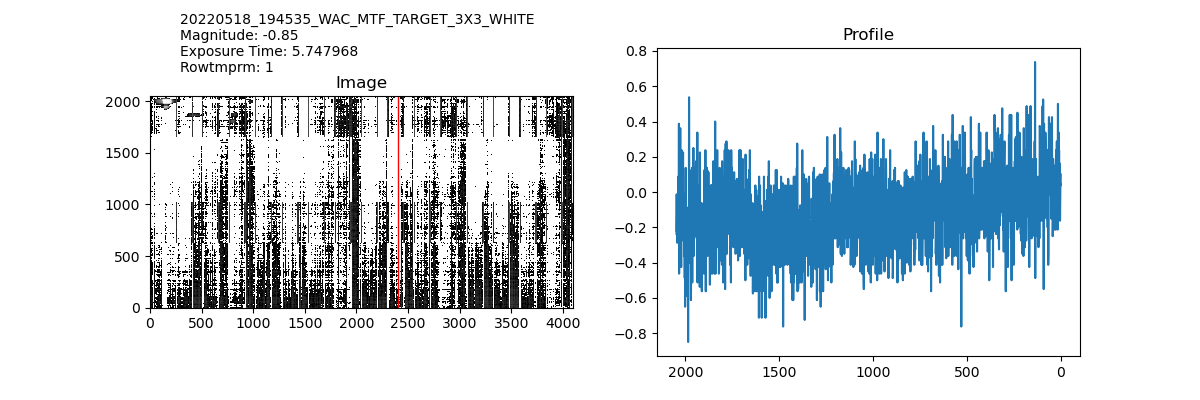 20220518_194535_WAC_MTF_TARGET_3X3_WHITE
Magnitude: -0.85
Exposure Time: 5.747968
Rowtmprm: 1
Image
2000
1500
1000
500
0
0 500 1000 1500 2000 2500 3000 3500 4000
Profile
0.8
0.6
0.4
0.2
0.0
−0.2
−0.4
−0.6
−0.8
2000 1500 1000 500 0